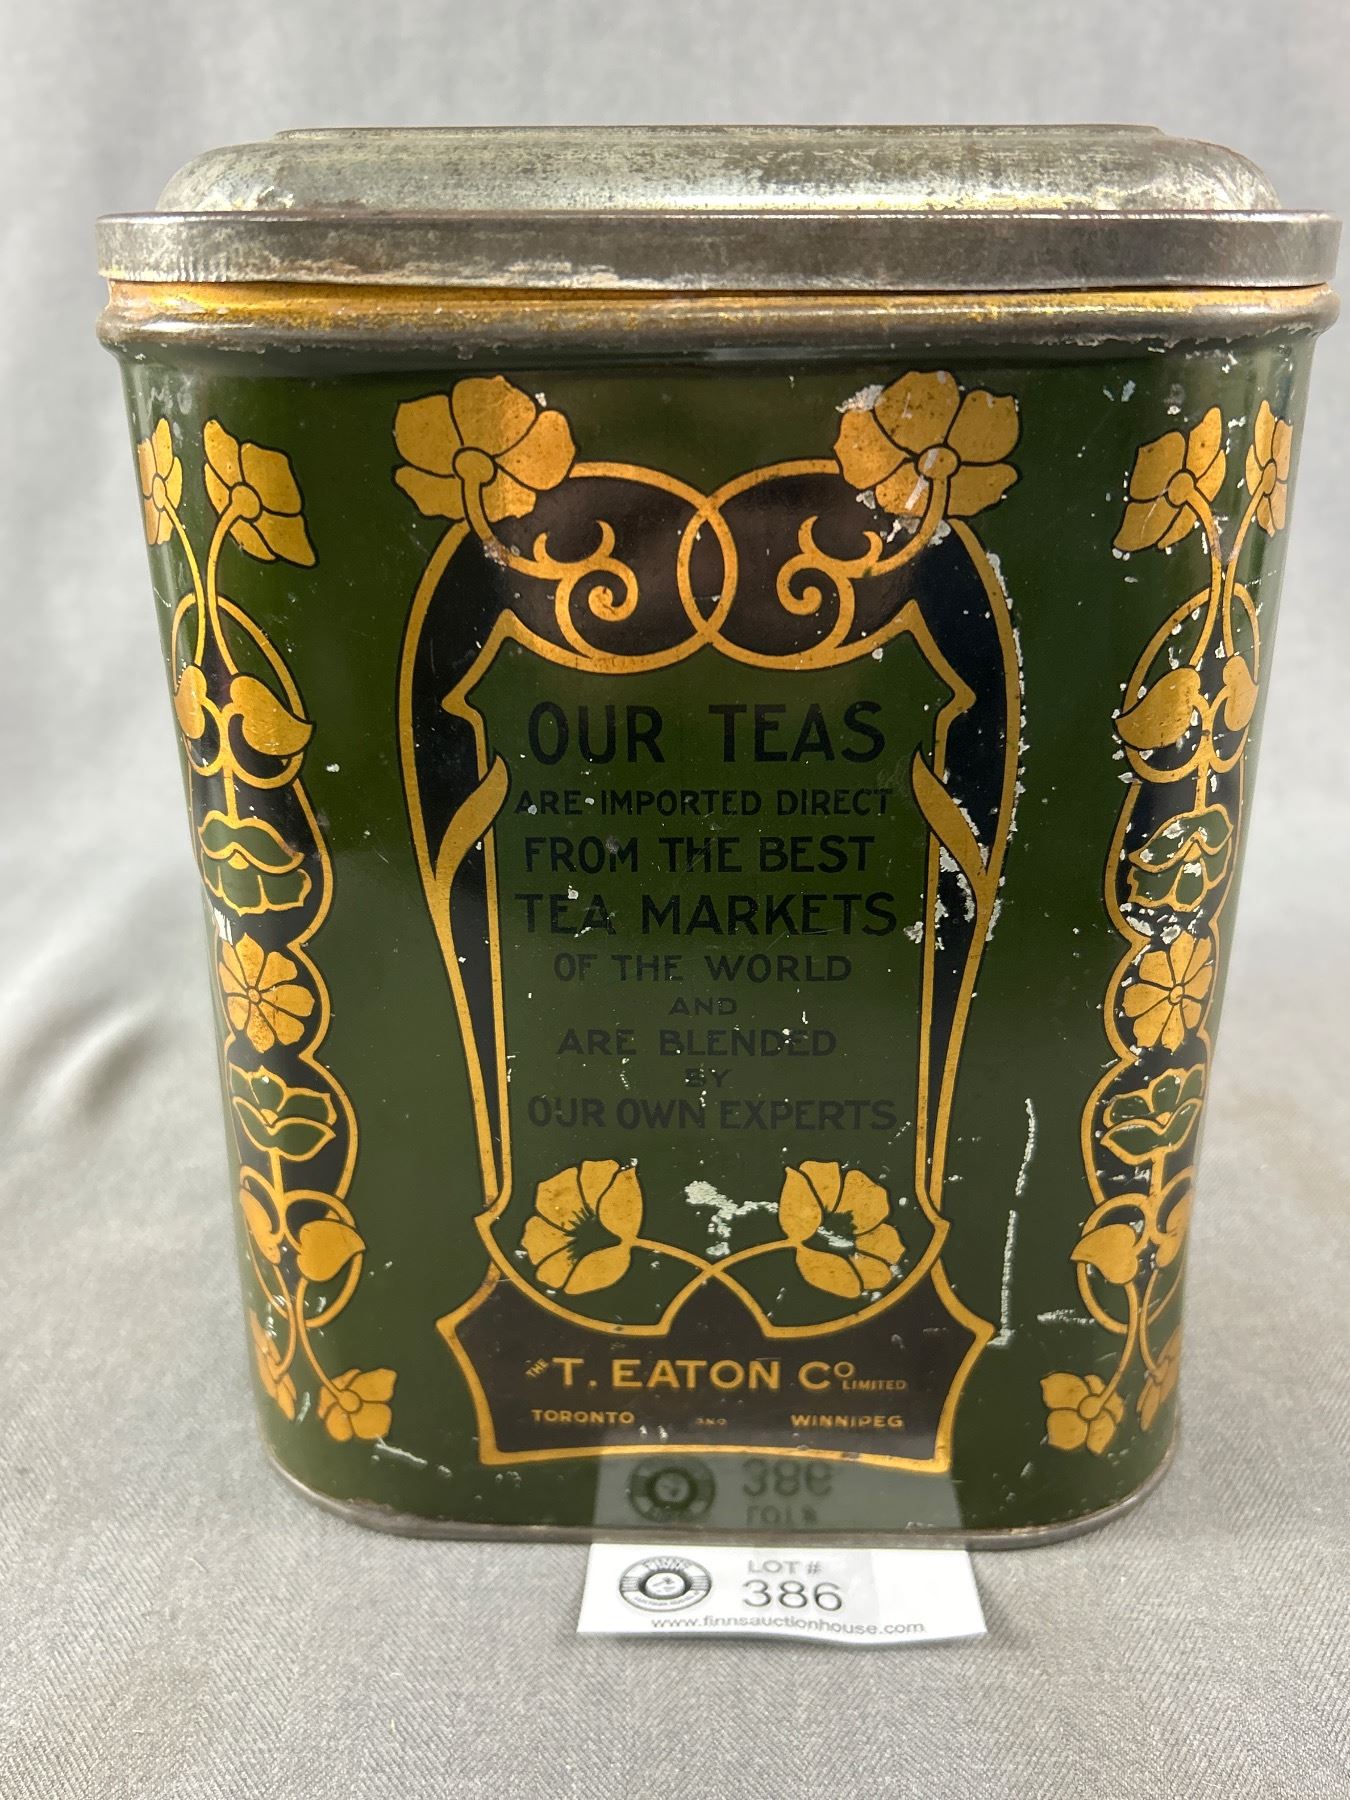 OUR TEAS
ARE IMPORTED DIRECT
FROM THE BEST
TEA MARKETS
OF THE WORLD
AND
ARE BLENDED
BY
OUR OWN EXPERTS
THE T. EATON CO LIMITED
TORONTO AND WINNIPEG
LOT #
386
www.finnsauctionhouse.com